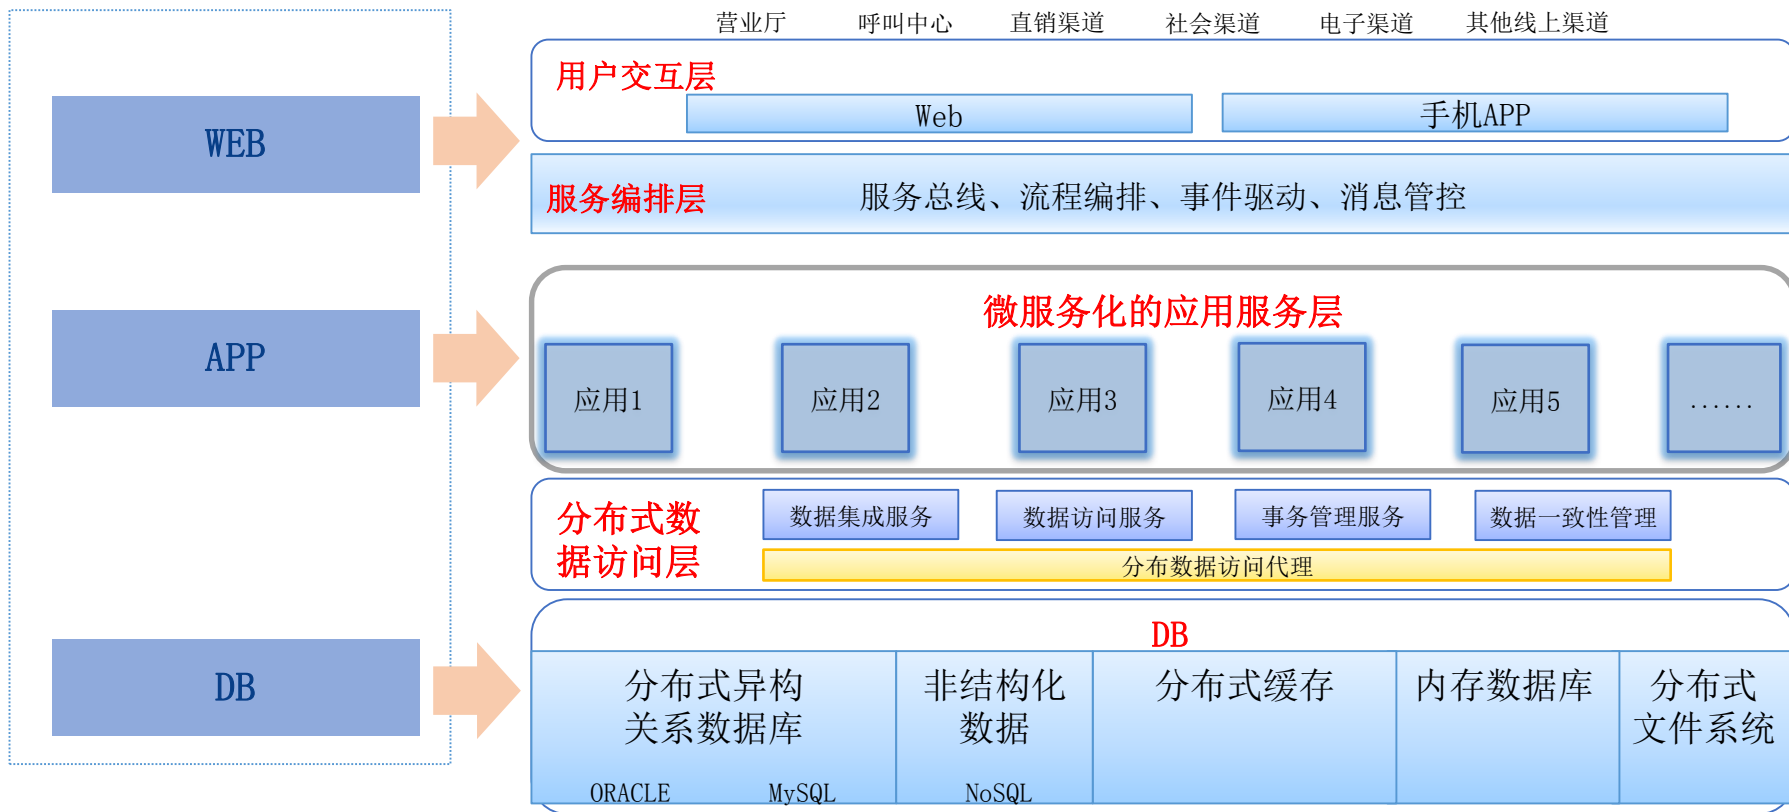 营业厅 呼叫中心 直销渠道 社会渠道 电子渠道 其他线上渠道
用户交互层
Web 手机APP
WEB
服务编排层 服务总线、流程编排、事件驱动、消息管控
微服务化的应用服务层
APP
应用1 应用2 应用3 应用4 应用5 ......
分布式数
据访问层
数据集成服务 数据访问服务 事务管理服务 数据一致性管理
分布数据访问代理
DB
DB
分布式异构
关系数据库
ORACLE MySQL
非结构化
数据
NoSQL
分布式缓存
内存数据库
分布式
文件系统